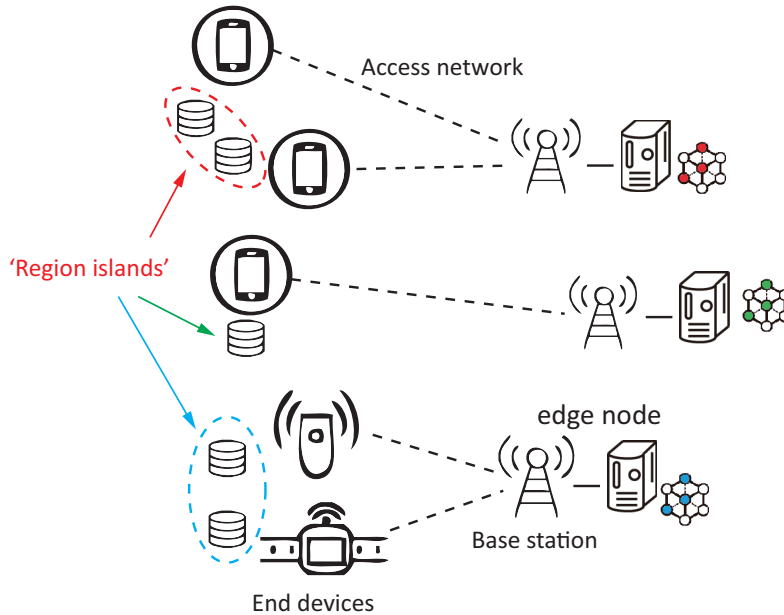 Access network
‘Region islands’
edge node
Base station
End devices